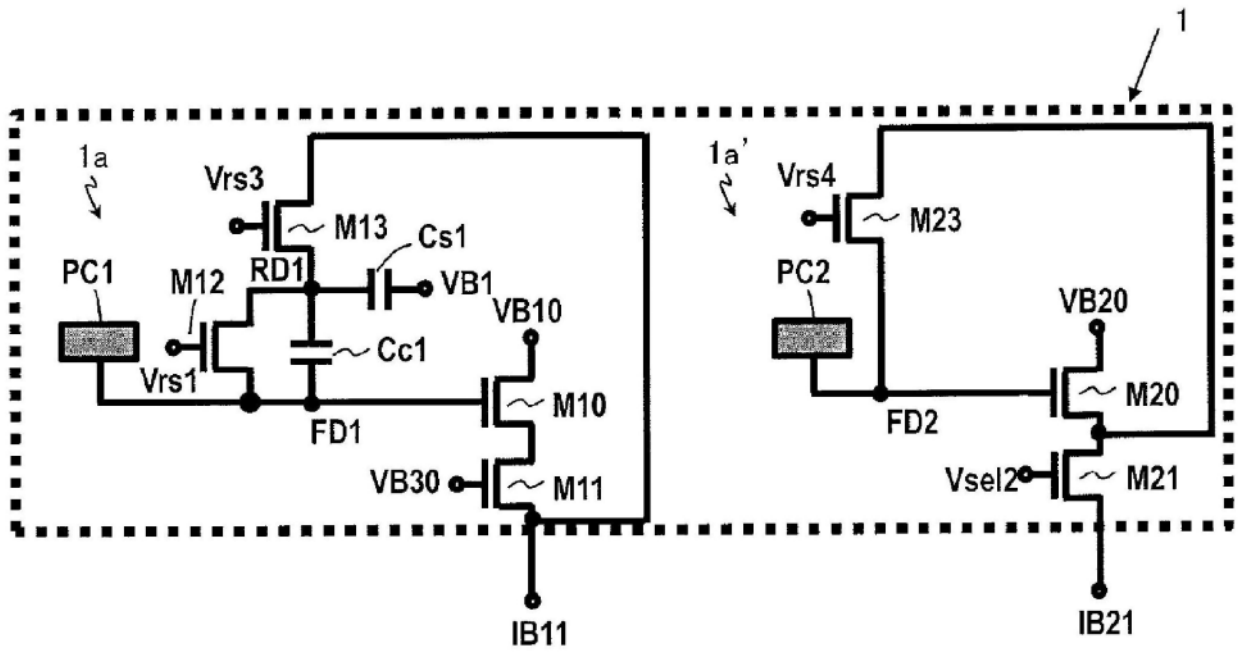 1
1a
Vrs3
M13
Cs1
PC1
M12
RD1
VB1
VB10
Cc1
Vrs1
M10
FD1
VB30
M11
IB11
1a'
Vrs4
M23
PC2
VB20
M20
FD2
Vsel2
M21
IB21